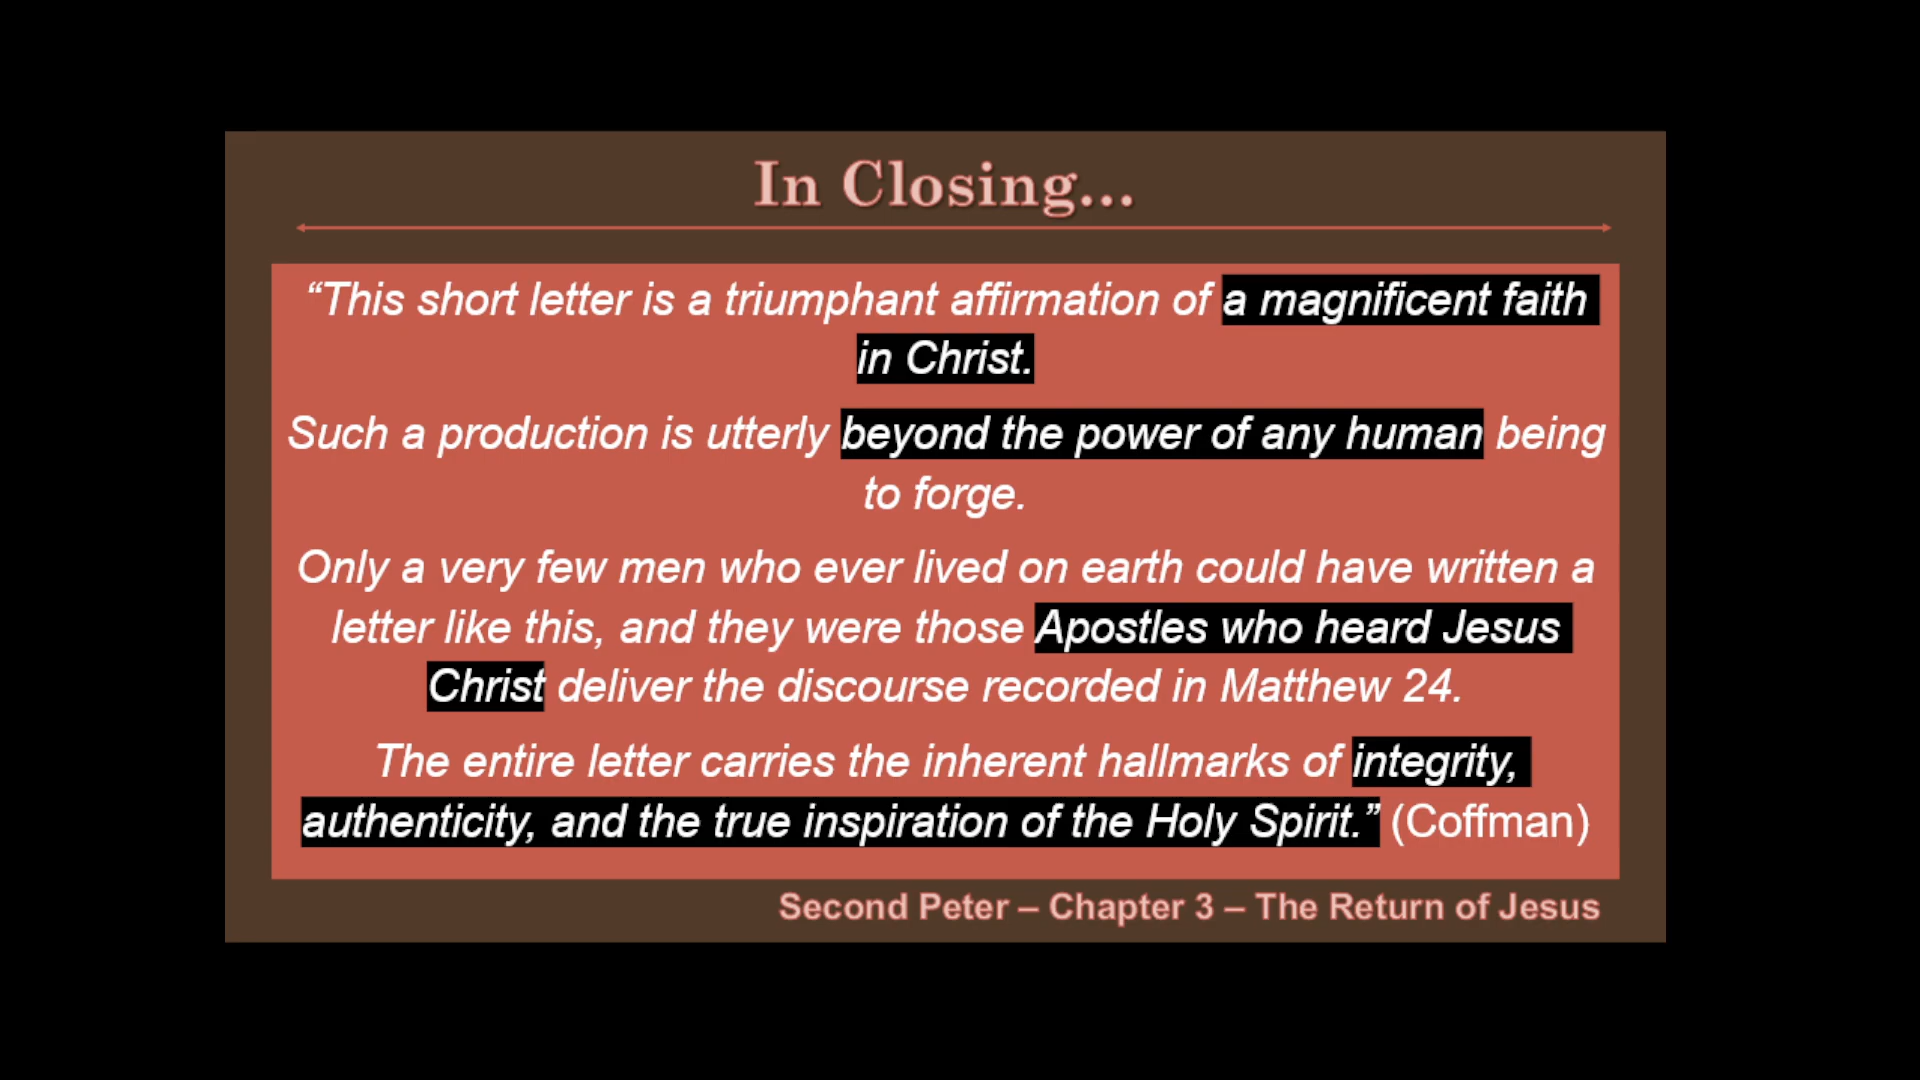 In Closing...
“This short letter is a triumphant affirmation of a magnificent faith
in Christ.
Such a production is utterly beyond the power of any human being
to forge.
Only a very few men who ever lived on earth could have written a
letter like this, and they were those Apostles who heard Jesus
Christ deliver the discourse recorded in Matthew 24.
The entire letter carries the inherent hallmarks of integrity,
authenticity, and the true inspiration of the Holy Spirit.” (Coffman)
Second Peter – Chapter 3 – The Return of Jesus